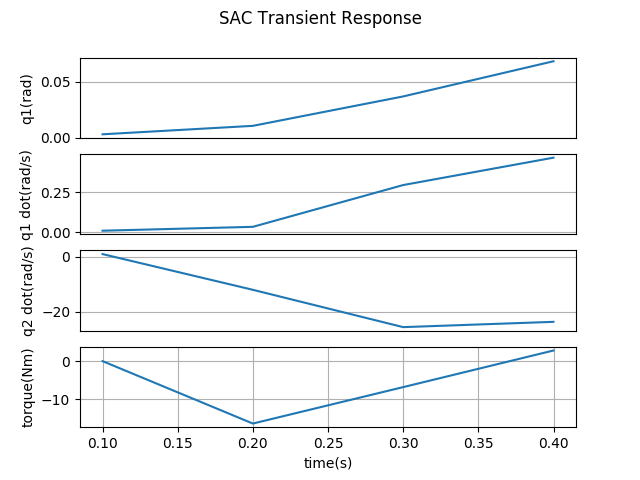 SAC Transient Response
q1(rad)
0.05
0.00
q1 dot(rad/s)
0.25
0.00
q2 dot(rad/s)
0
−20
torque(Nm)
0
−10
0.10 0.15 0.20 0.25 0.30 0.35 0.40
time(s)